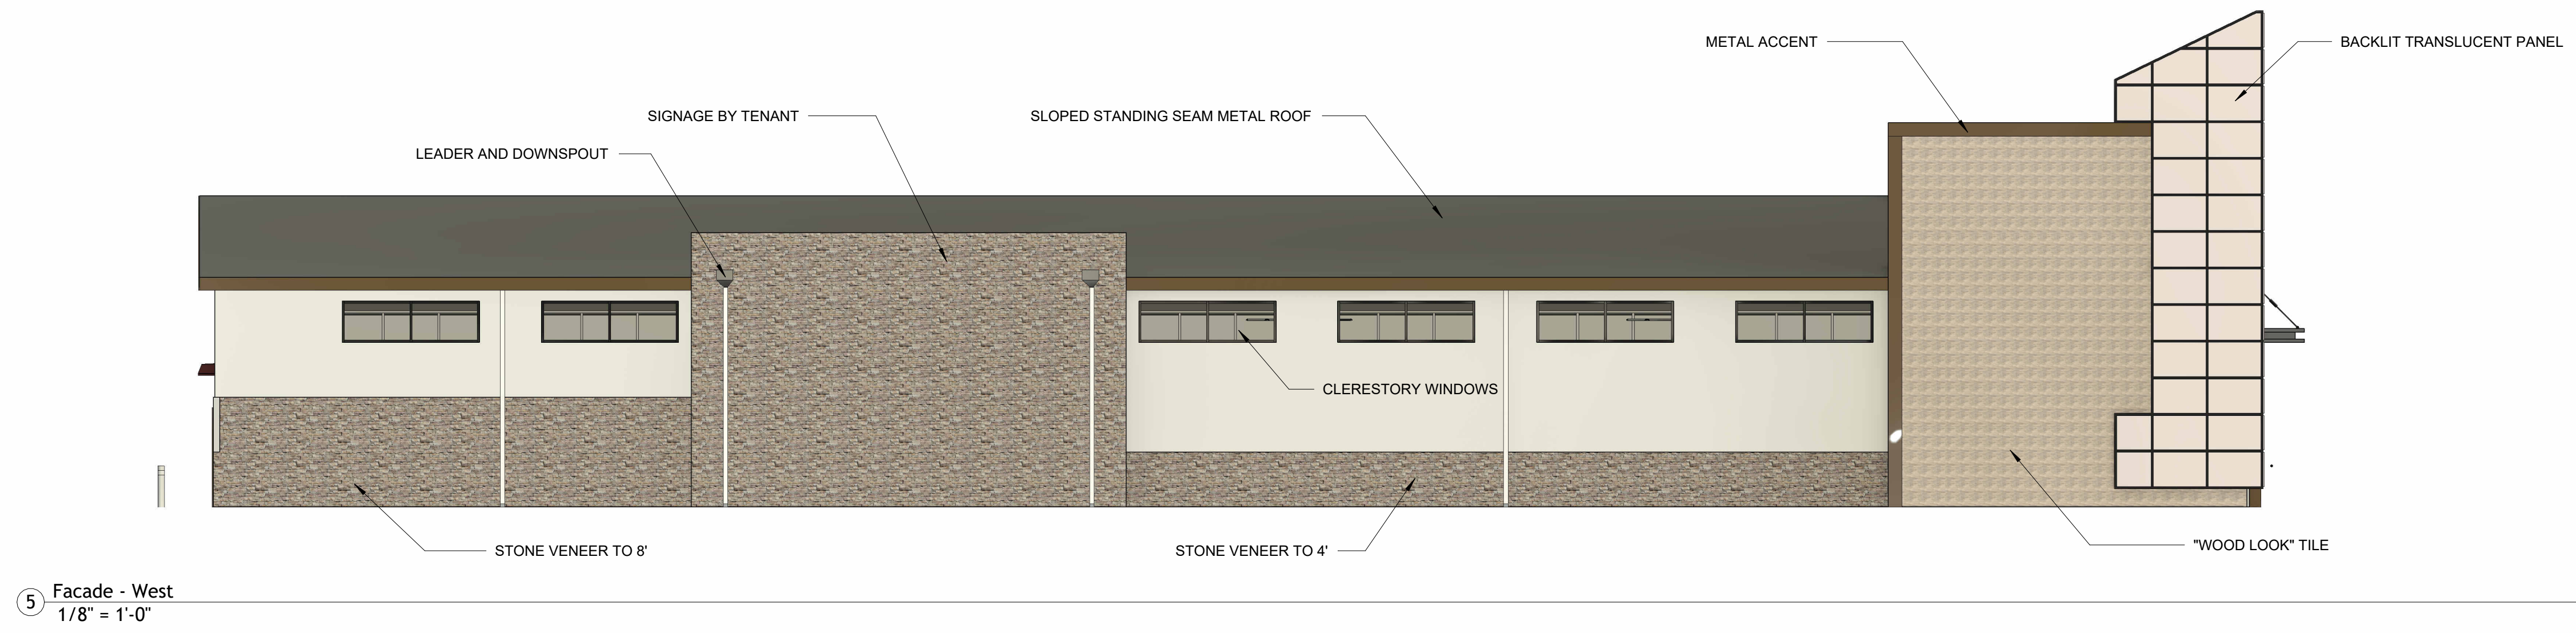 METAL ACCENT
BACKLIT TRANSLUCENT PANEL
SIGNAGE BY TENANT
SLOPED STANDING SEAM METAL ROOF
LEADER AND DOWNSPOUT
CLERESTORY WINDOWS
STONE VENEER TO 8'
STONE VENEER TO 4'
"WOOD LOOK" TILE
5 Facade - West
1/8" = 1'-0"